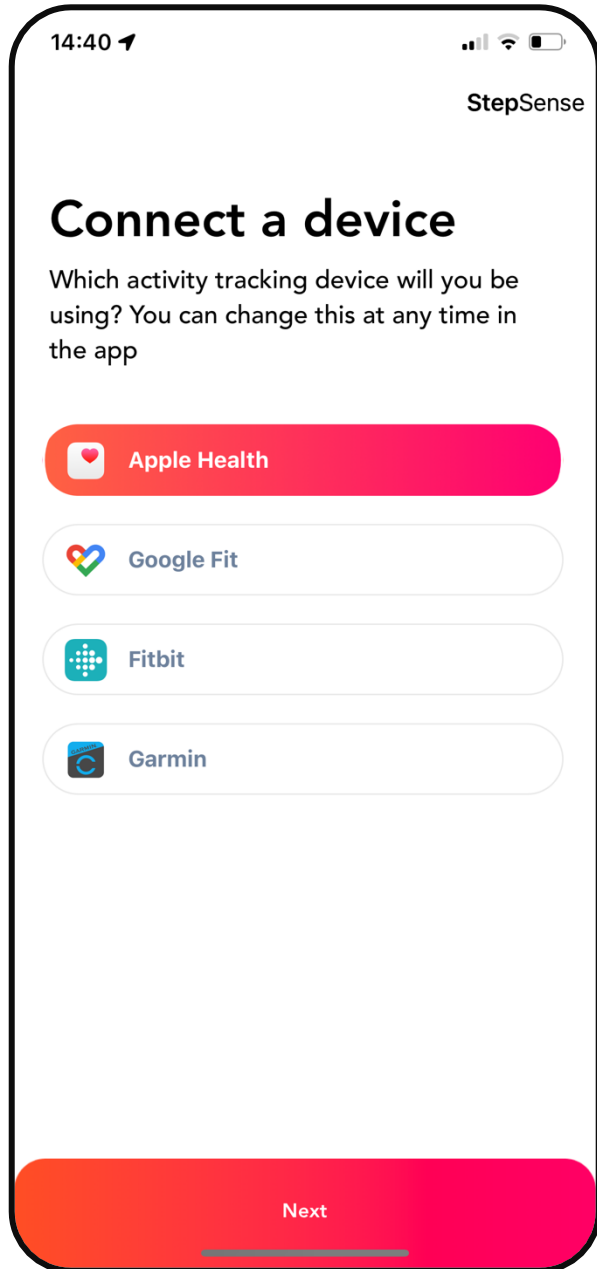 14:40
StepSense
Connect a device
Which activity tracking device will you be
using? You can change this at any time in
the app
Apple Health
Google Fit
Fitbit
GARMIN
Garmin
Next